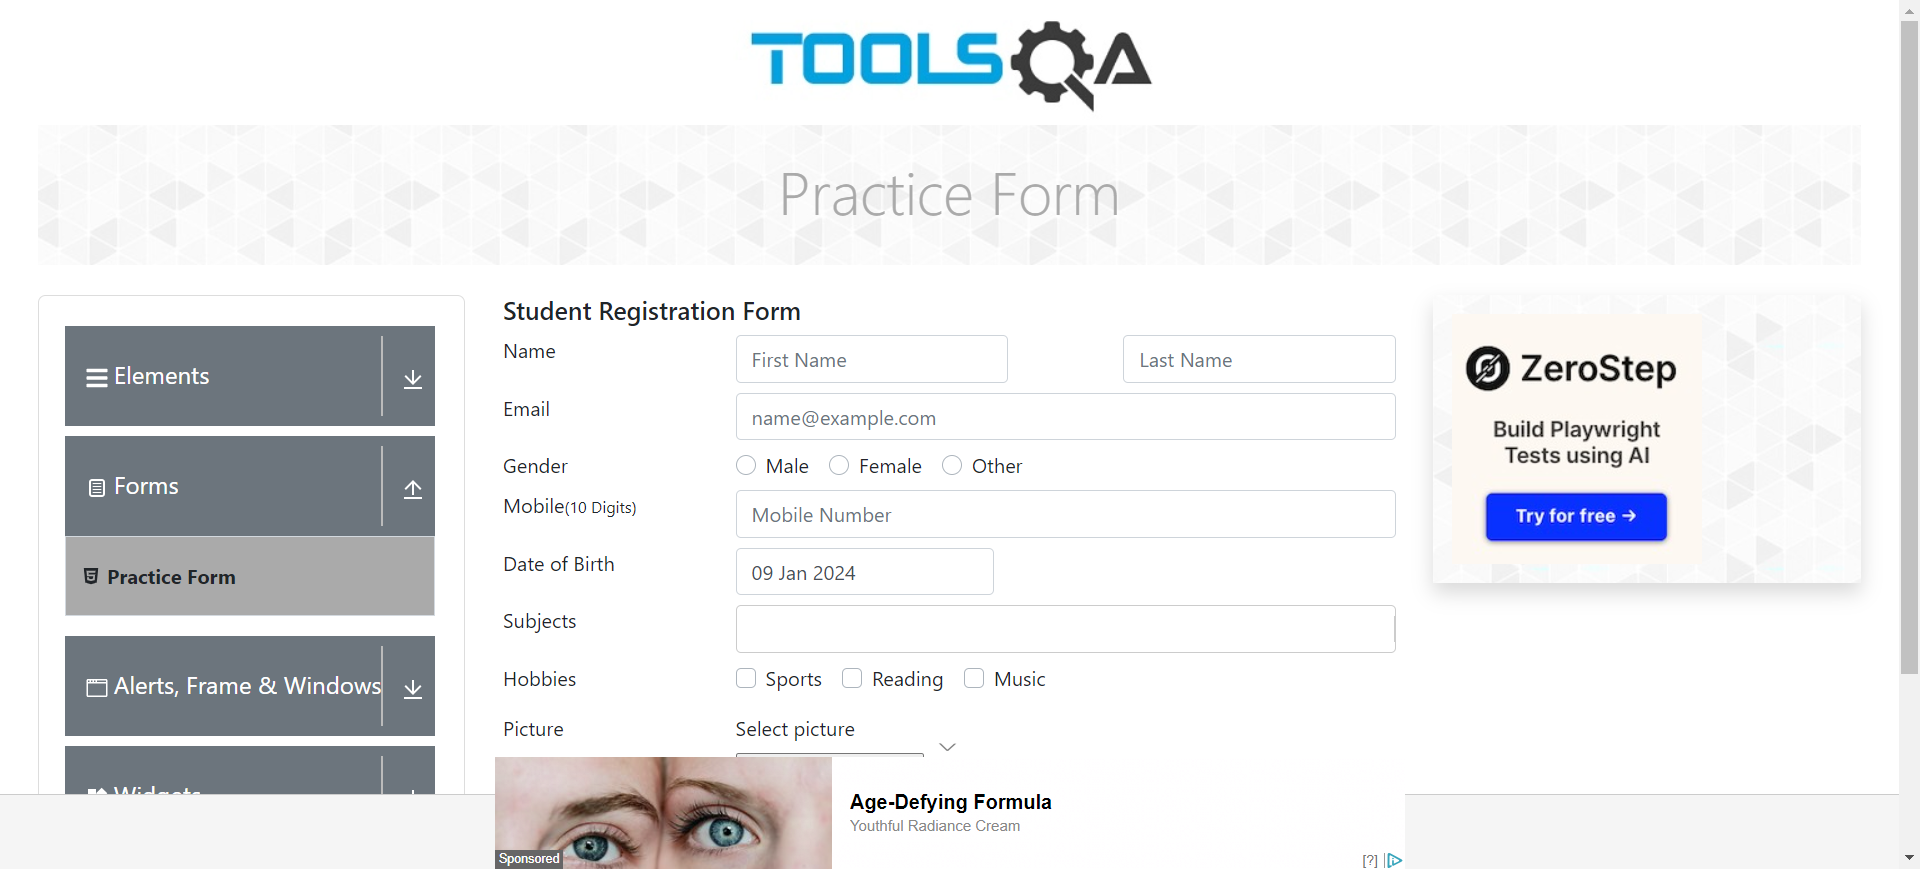 TOOLSQA
Practice Form
Elements
Forms
Practice Form
Alerts, Frame & Windows
Widgets
Student Registration Form
Name
First Name
Last Name
Email
name@example.com
Gender
Male
Female
Other
Mobile(10 Digits)
Mobile Number
Date of Birth
09 Jan 2024
Subjects
Hobbies
Sports
Reading
Music
Picture
Select picture
ZeroStep
Build Playwright
Tests using AI
Try for free →
Sponsored
Age-Defying Formula
Youthful Radiance Cream
[?]